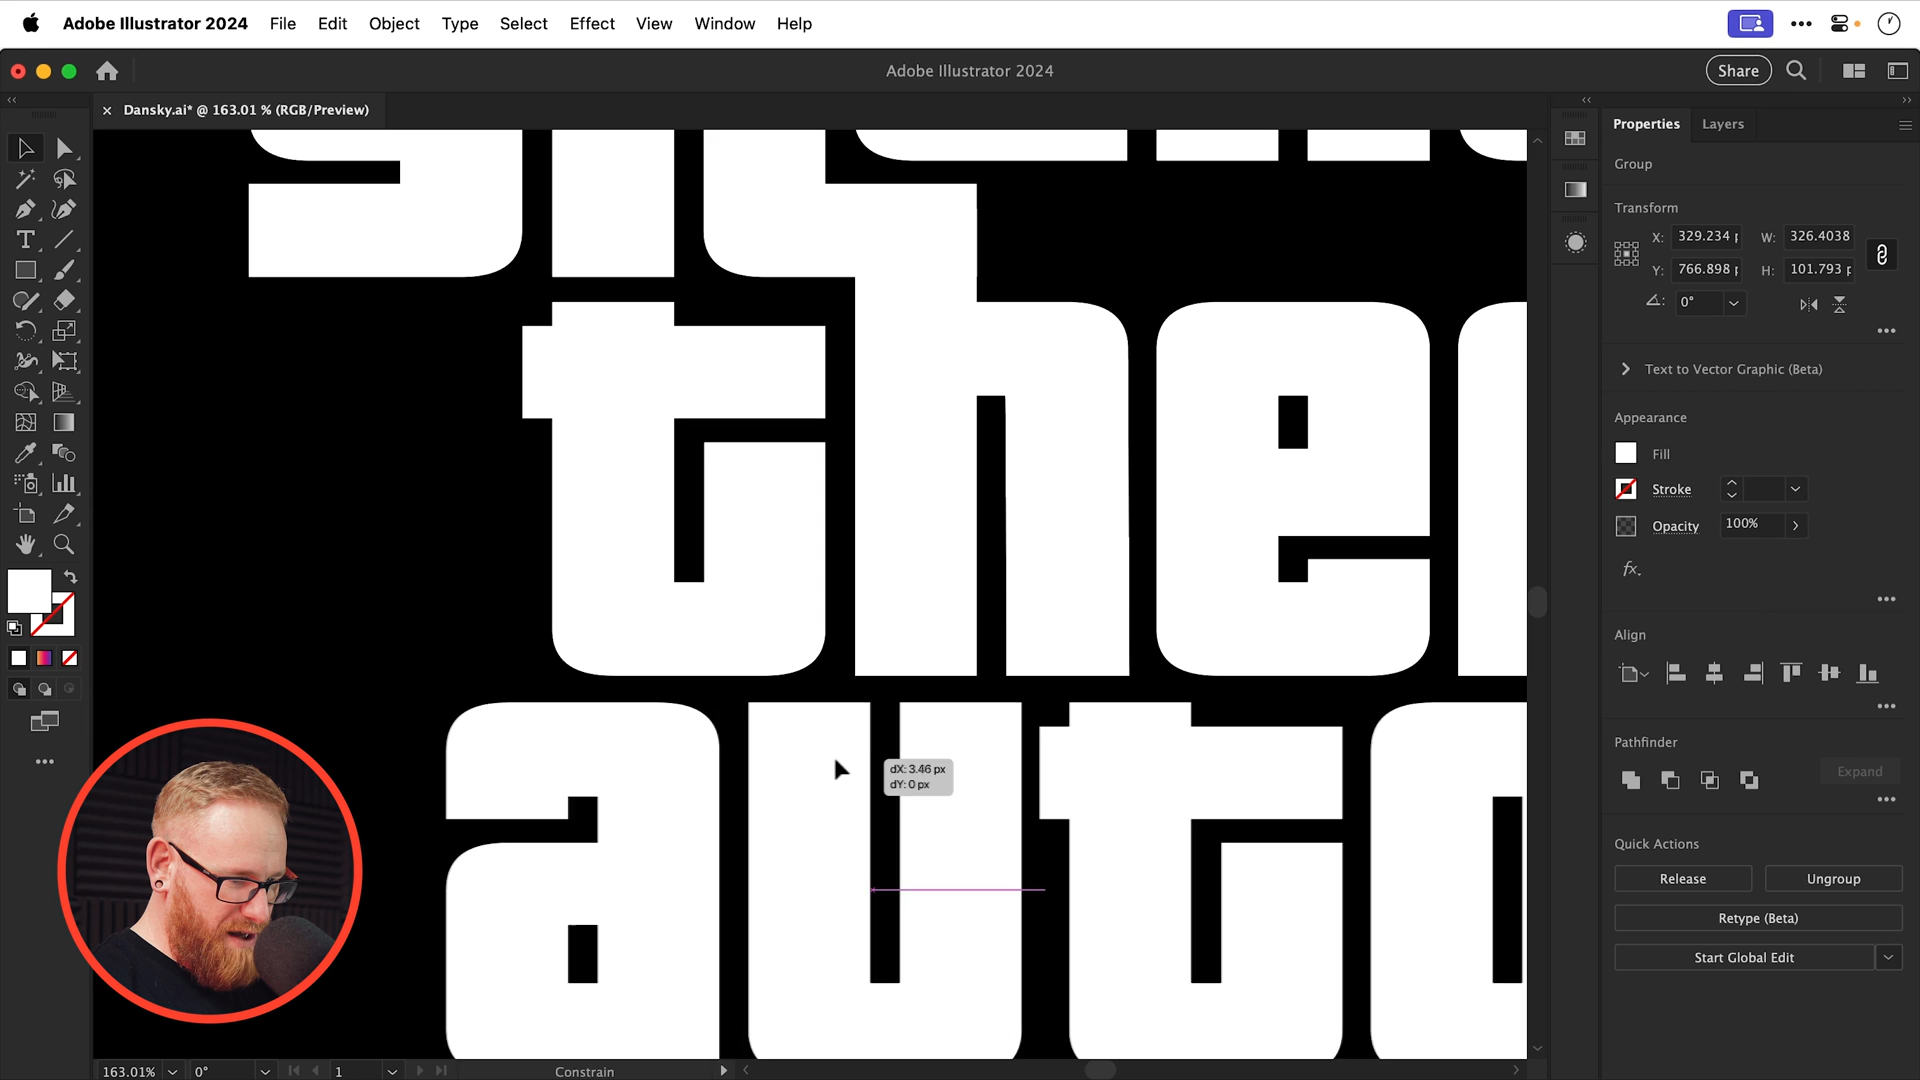 Adobe Illustrator 2024 File Edit Object Type Select Effect View Window Help
Adobe Illustrator 2024
Share
Dansky.ai* @ 163.01 % (RGB/Preview)
Properties Layers
Group
Transform
X: 329.234 p W: 326.4038
Y: 766.898 p H: 101.793 p
0°
Text to Vector Graphic (Beta)
Appearance
Fill
Stroke
Opacity 100%
fx.
Align
Pathfinder
Expand
Quick Actions
Release Ungroup
Retype (Beta)
Start Global Edit
the
auto
dX: 3.46 px
dY: 0 px
163.01% 0° 1 Constrain